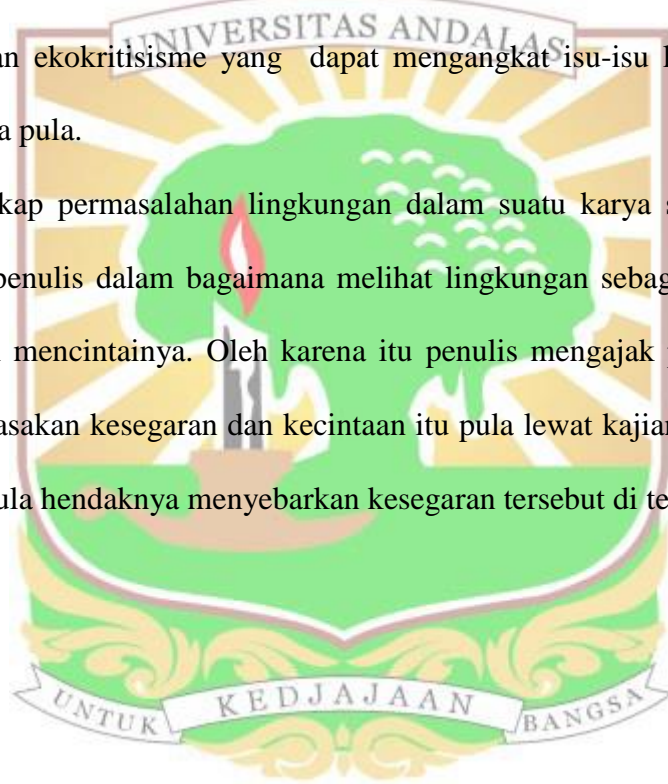 UNIVERSITAS ANDALAS
an ekokritisisme yang dapat mengangkat isu-isu
a pula.
kap permasalahan lingkungan dalam suatu karya s
penulis dalam bagaimana melihat lingkungan sebag
mencintainya. Oleh karena itu penulis mengajak
asakan kesegaran dan kecintaan itu pula lewat kajian
ula hendaknya menyebarkan kesegaran tersebut di te
UNTUK KEDJAJAAN BANGSA